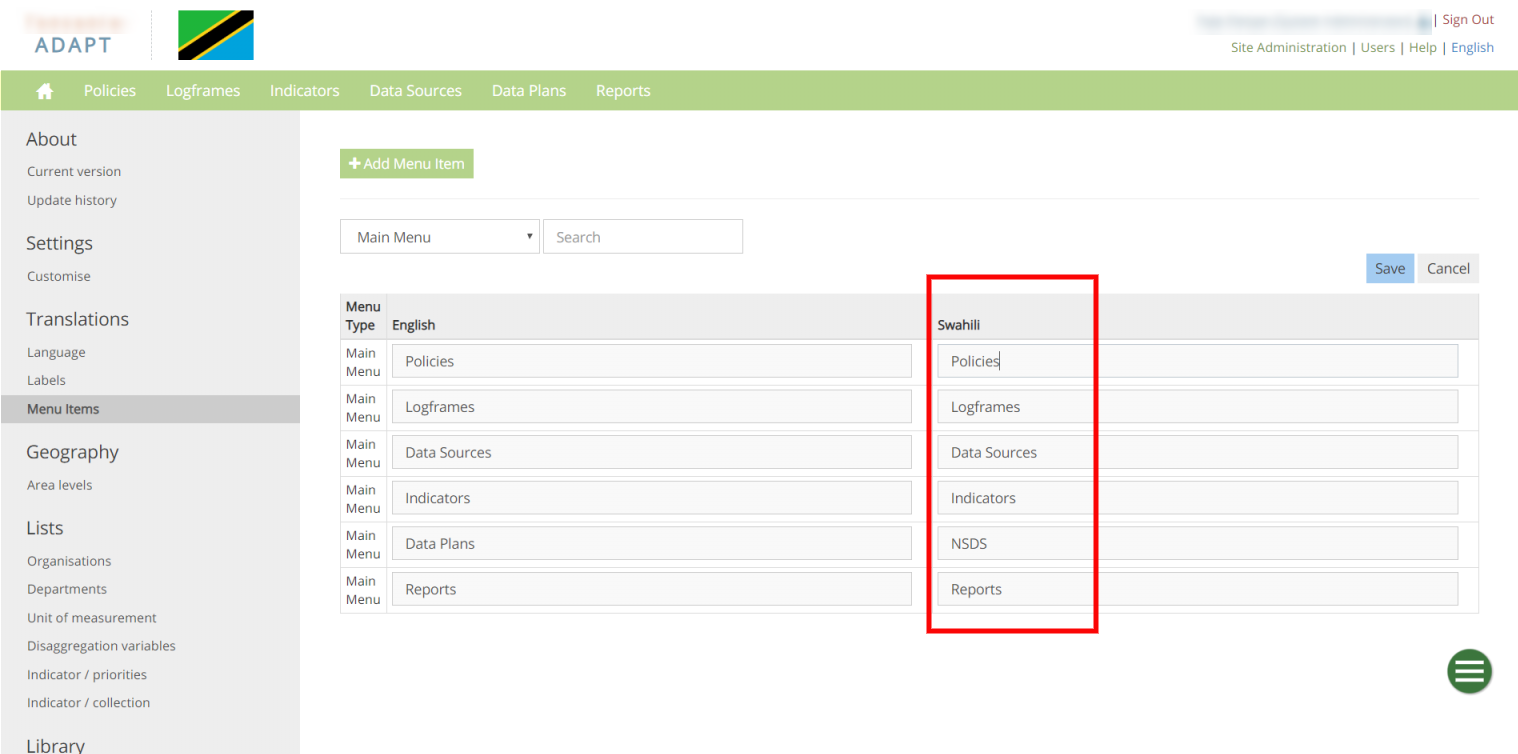 ADAPT
Sign Out
Site Administration | Users | Help | English
Policies Logframes Indicators Data Sources Data Plans Reports
About
Current version
Update history
Settings
Customise
Translations
Language
Labels
Menu Items
Geography
Area levels
Lists
Organisations
Departments
Unit of measurement
Disaggregation variables
Indicator / priorities
Indicator / collection
Library
+ Add Menu Item
Main Menu Search
Save Cancel
Menu
Type English Swahili
Main
Menu Policies Policies
Main
Menu Logframes Logframes
Main
Menu Data Sources Data Sources
Main
Menu Indicators Indicators
Main
Menu Data Plans NSDS
Main
Menu Reports Reports